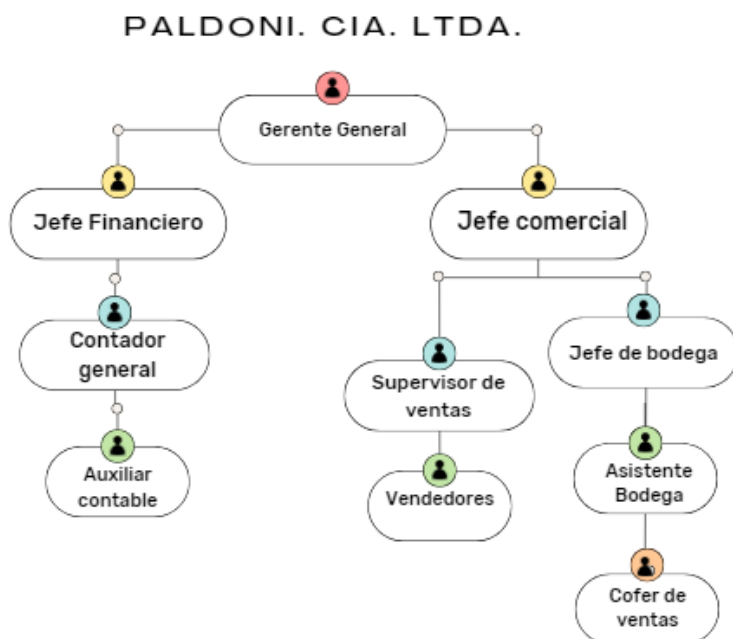 PALDONI. CIA. LTDA.
Gerente General
Jefe Financiero
Jefe comercial
Contador
general
Jefe de bodega
Supervisor de
ventas
Auxiliar
contable
Vendedores
Asistente
Bodega
Cofer de
ventas